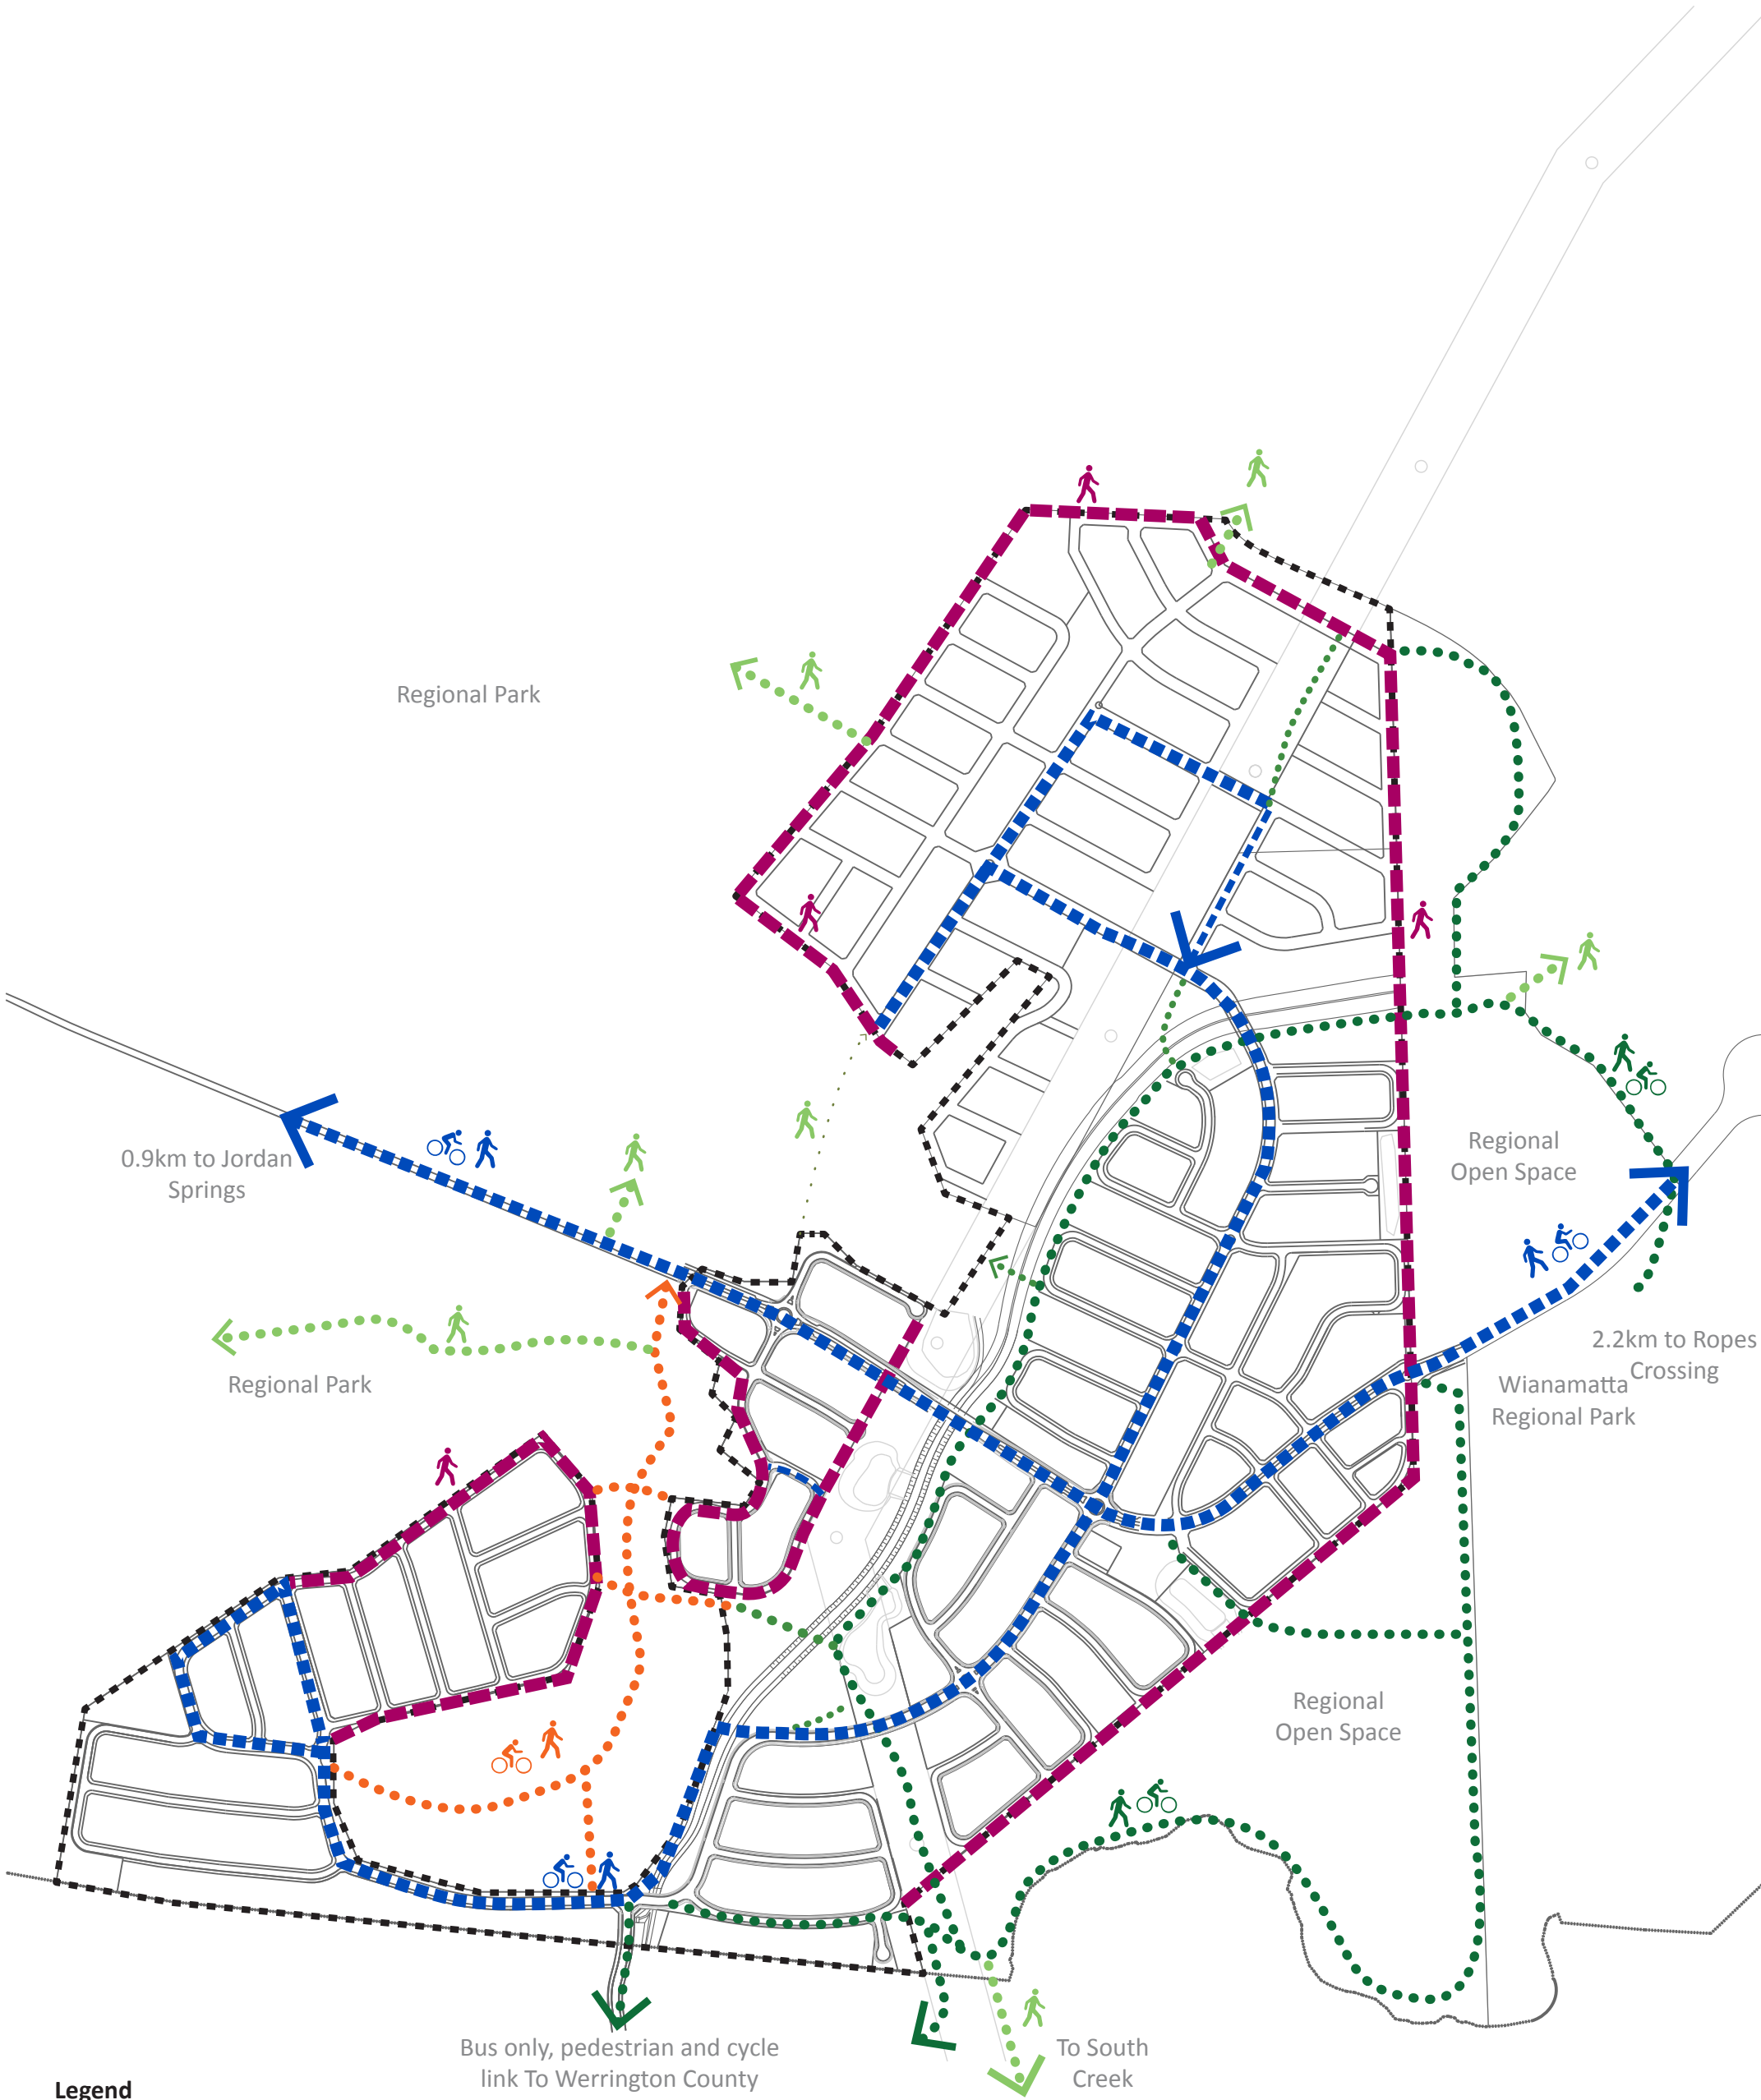 Regional Park
0.9km to Jordan
Springs
Regional
Open Space
2.2km to Ropes
Crossing
Regional Park
Wianamatta
Regional Park
Regional
Open Space
Bus only, pedestrian and cycle
link To Werrington County
To South
Creek
Legend